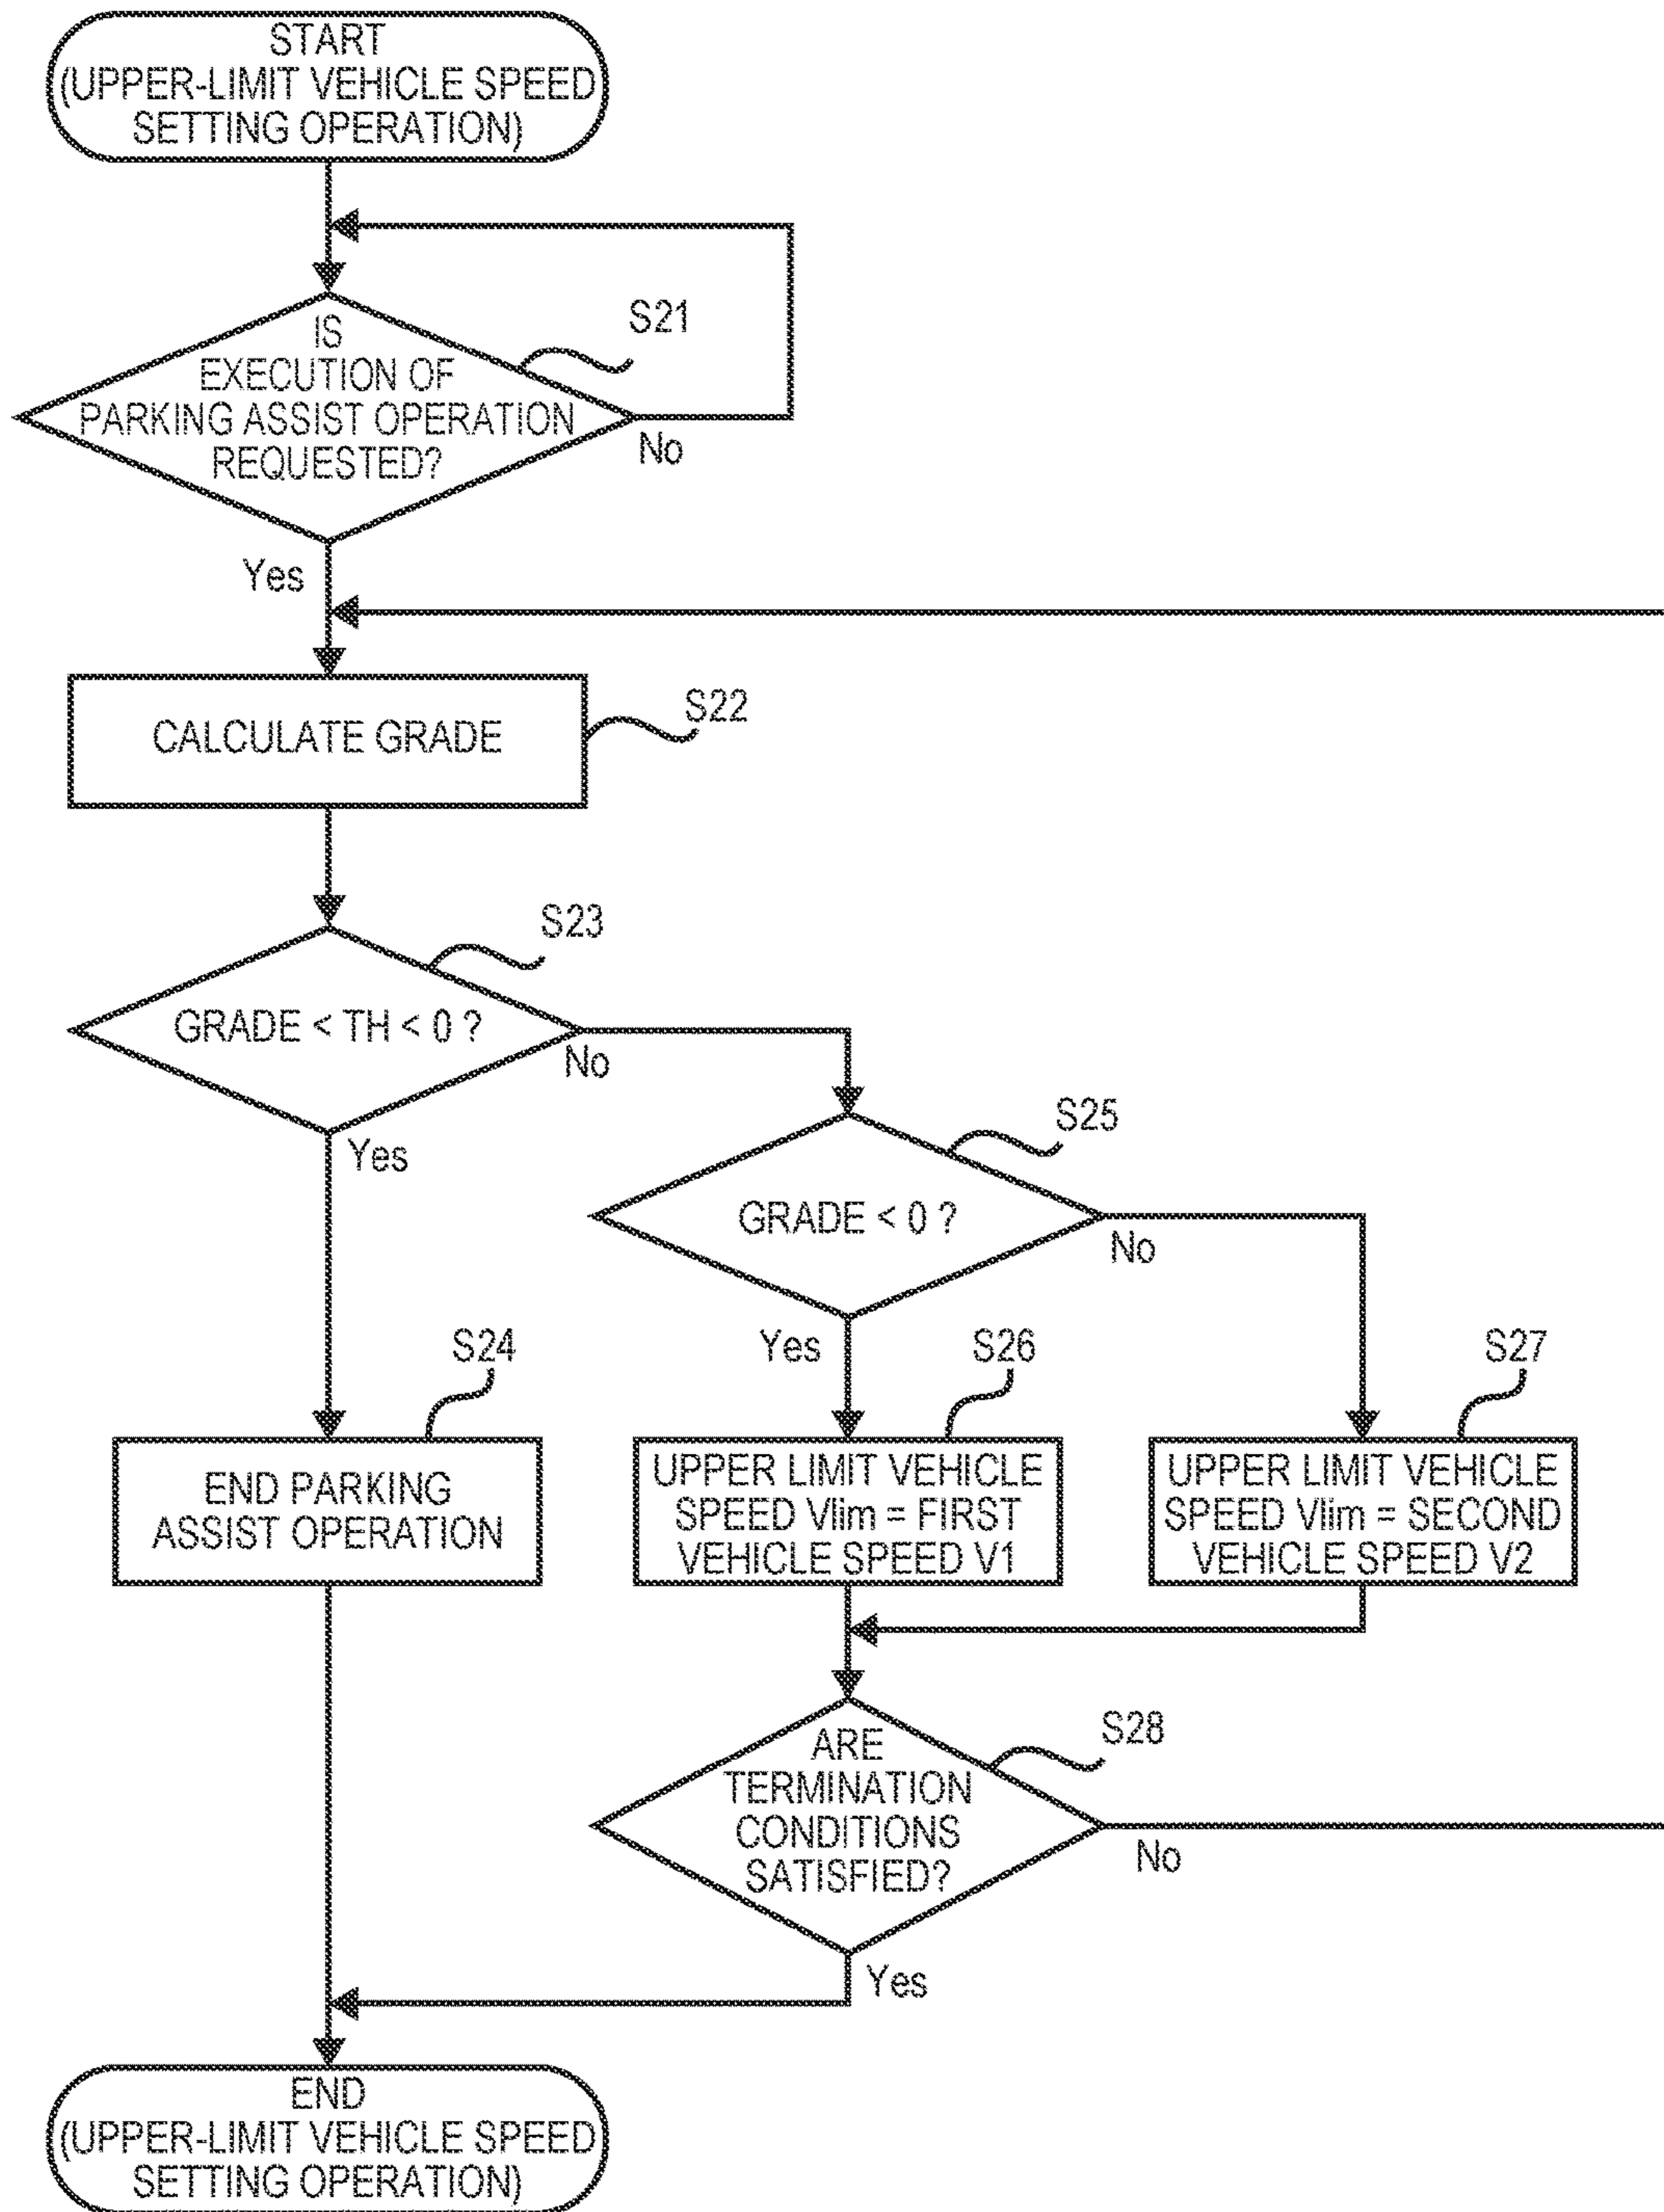 START
(UPPER-LIMIT VEHICLE SPEED
SETTING OPERATION)
S21
IS
EXECUTION OF
PARKING ASSIST OPERATION
REQUESTED?
No
Yes
S22
CALCULATE GRADE
S23
GRADE < TH < 0 ?
No
Yes
S25
GRADE < 0 ?
No
Yes
S24
S26
S27
END PARKING
ASSIST OPERATION
UPPER LIMIT VEHICLE
SPEED Vlim = FIRST
VEHICLE SPEED V1
UPPER LIMIT VEHICLE
SPEED Vlim = SECOND
VEHICLE SPEED V2
S28
ARE
TERMINATION
CONDITIONS
SATISFIED?
No
Yes
END
(UPPER-LIMIT VEHICLE SPEED
SETTING OPERATION)